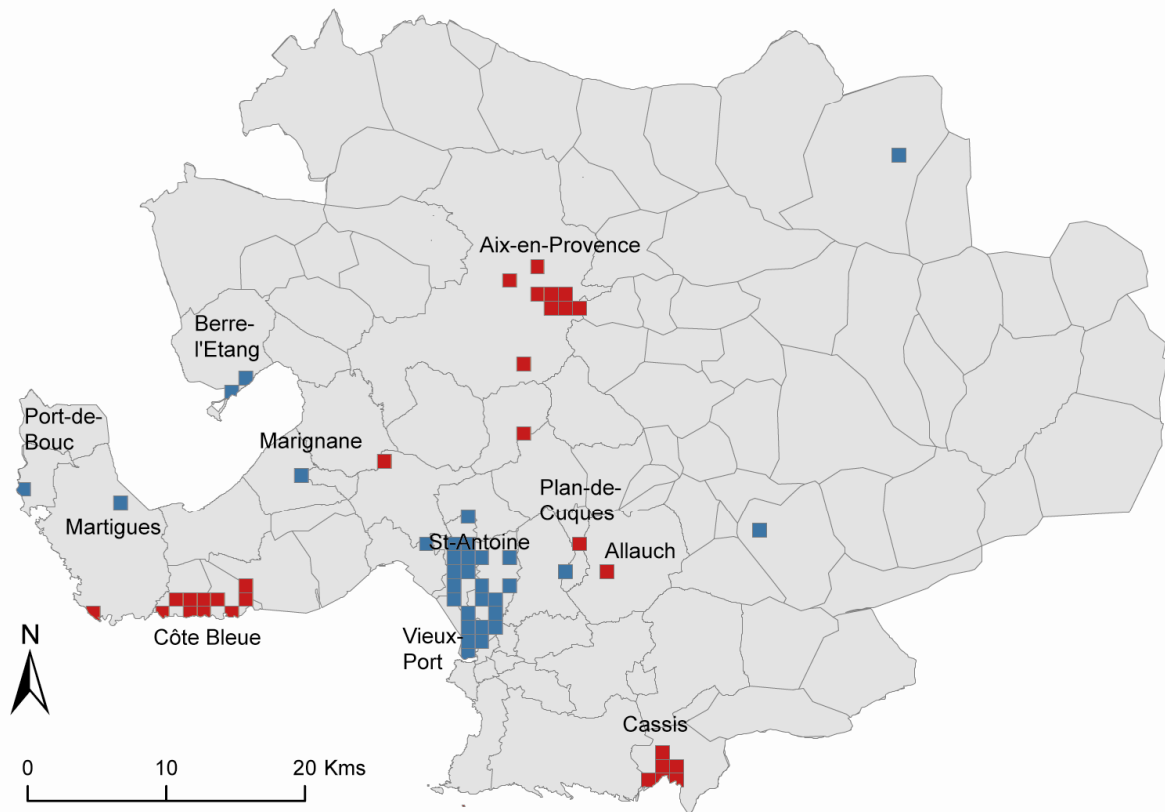 Aix-en-Provence
Berre-
l'Etang
Port-de-
Bouc
Marignane
Martigues
Plan-de-
Cuques
St-Antoine
Allauch
Côte Bleue
Vieux-
Port
N
Cassis
0 10 20 Kms